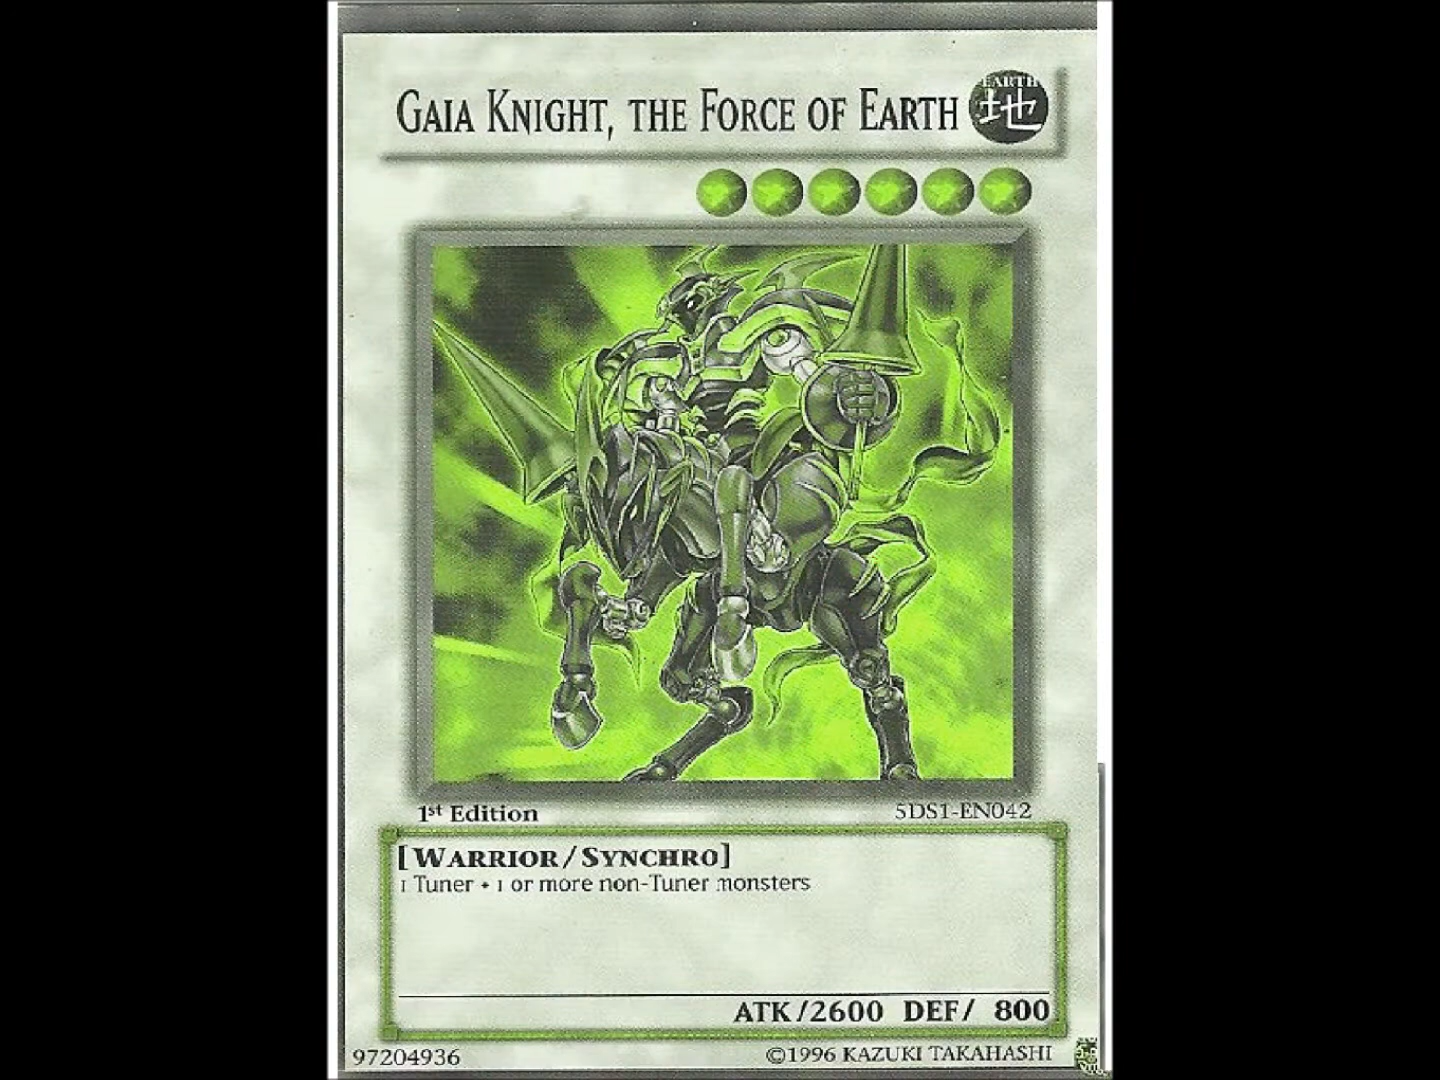 GAIA KNIGHT, THE FORCE OF EARTH
EARTH
地
1st Edition
5DS1-EN042
[WARRIOR/SYNCHRO]
1 Tuner + 1 or more non-Tuner monsters
ATK/2600 DEF/ 800
97204936
©1996 KAZUKI TAKAHASHI